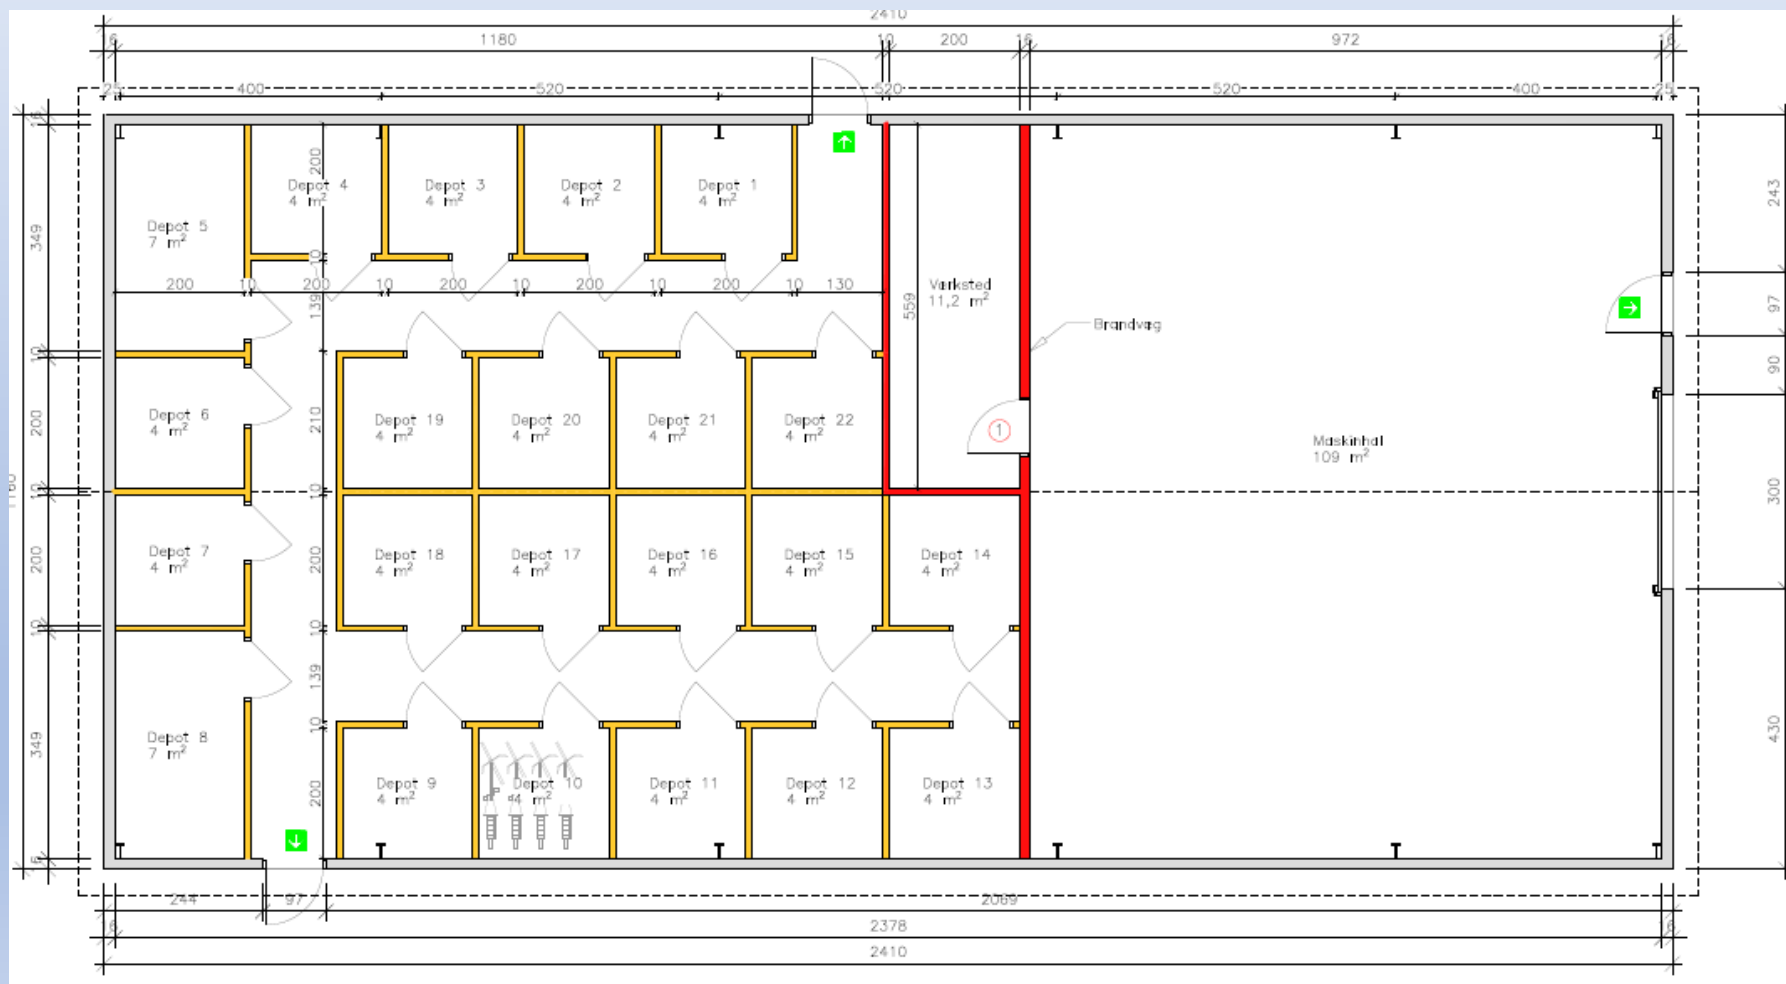 2410
16 1180 10 200 16 972 16
25 400 520 520 520 400 25
Depot 4
4 m²
Depot 3
4 m²
Depot 2
4 m²
Depot 1
4 m²
Depot 5
7 m²
200 10 200 10 200 10 200 10 200 10 130
Værksted
11,2 m²
Brandvæg
Depot 6
4 m²
Depot 19
4 m²
Depot 20
4 m²
Depot 21
4 m²
Depot 22
4 m²
1
Maskinhal
109 m²
Depot 7
4 m²
Depot 18
4 m²
Depot 17
4 m²
Depot 16
4 m²
Depot 15
4 m²
Depot 14
4 m²
Depot 8
7 m²
Depot 9
4 m²
Depot 10
4 m²
Depot 11
4 m²
Depot 12
4 m²
Depot 13
4 m²
349
10
200
10
200
10
349
200
10
139
210
10
200
10
139
10
200
559
243
97
90
300
430
244 97 2069
16 2378 16
2410